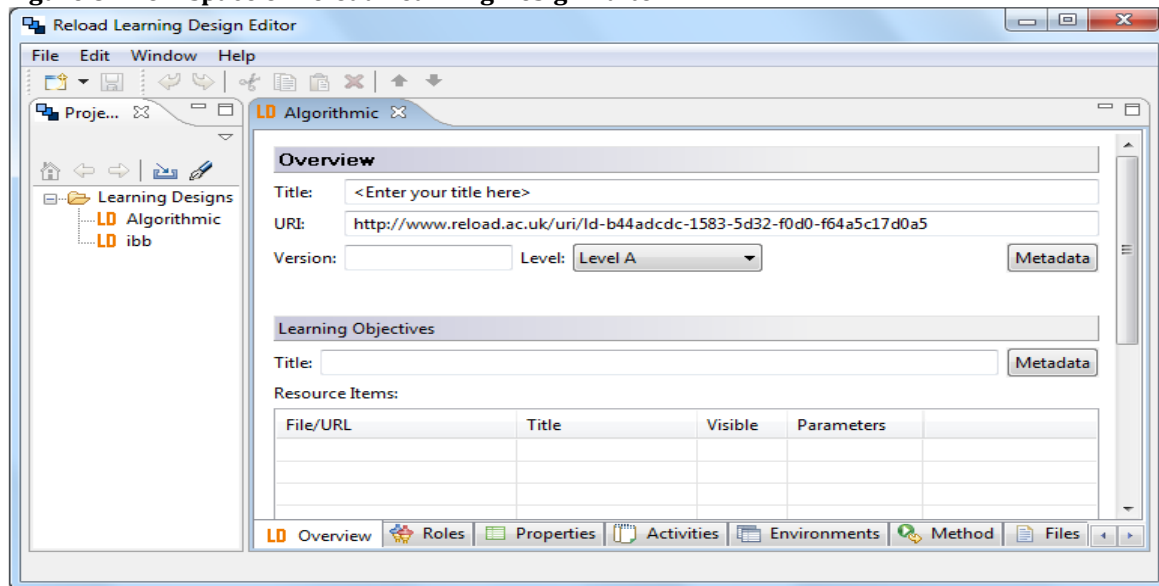 Reload Learning Design Editor
File Edit Window Help
Proje...
LD Algorithmic
Learning Designs
LD Algorithmic
LD ibb
Overview
Title: <Enter your title here>
URI: http://www.reload.ac.uk/uri/ld-b44adcdc-1583-5d32-f0d0-f64a5c17d0a5
Version: Level: Level A Metadata
Learning Objectives
Title: Metadata
Resource Items:
File/URL Title Visible Parameters
LD Overview Roles Properties Activities Environments Method Files